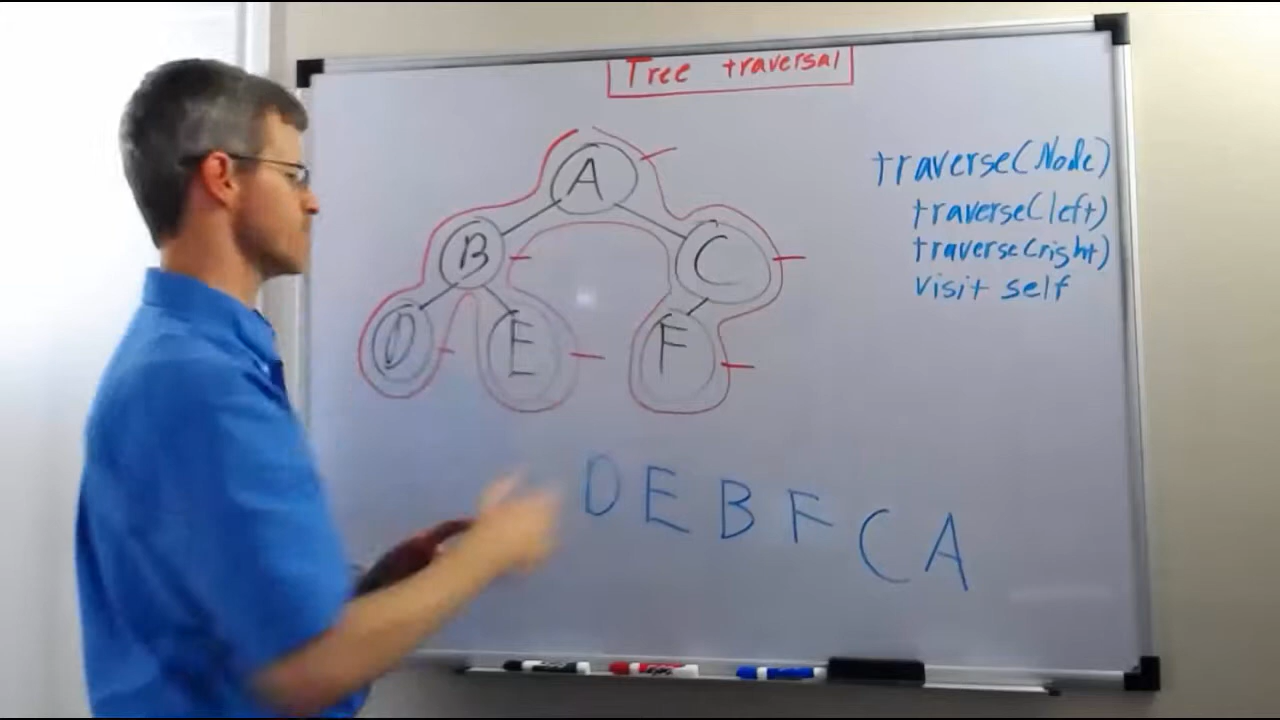 Tree traversal
A
B
C
D
E
F
traverse(Node)
traverse(left)
traverse(right)
visit self
D E B F C A